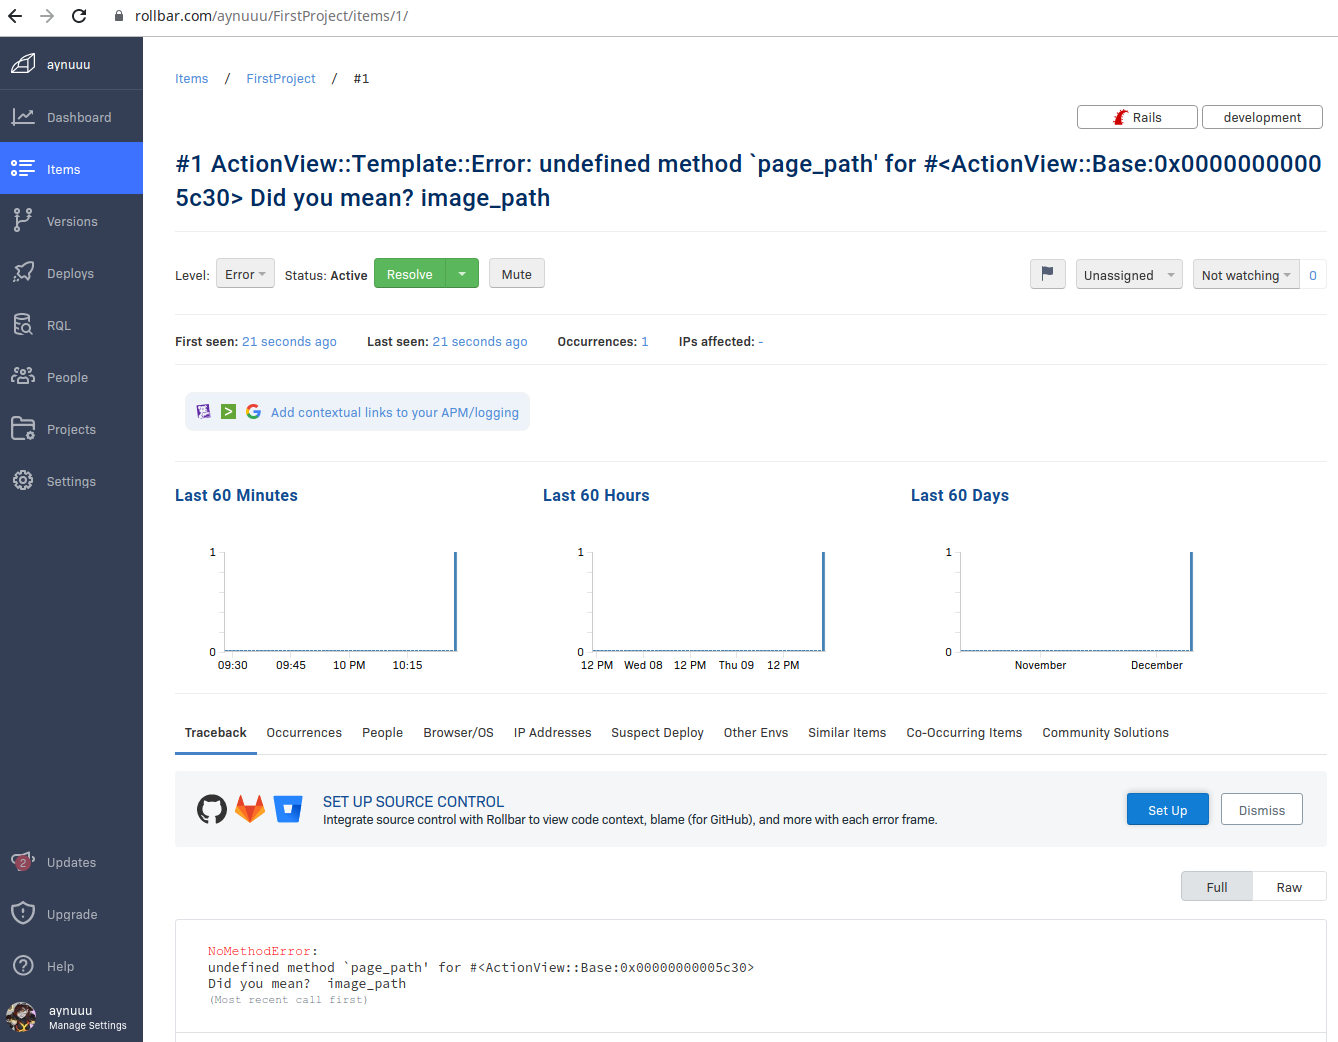 rollbar.com/aynuuu/FirstProject/items/1/
aynuuu
Dashboard
Items
Versions
Deploys
RQL
People
Projects
Settings
2 Updates
Upgrade
Help
aynuuu
Manage Settings
Items / FirstProject / #1
Rails development
#1 ActionView::Template::Error: undefined method `page_path' for #<ActionView::Base:0x0000000000
5c30> Did you mean? image_path
Level: Error Status: Active Resolve Mute Unassigned Not watching 0
First seen: 21 seconds ago Last seen: 21 seconds ago Occurrences: 1 IPs affected: -
Add contextual links to your APM/logging
Last 60 Minutes
1
0
09:30 09:45 10 PM 10:15
Last 60 Hours
1
0
12 PM Wed 08 12 PM Thu 09 12 PM
Last 60 Days
1
0
November December
Traceback Occurrences People Browser/OS IP Addresses Suspect Deploy Other Envs Similar Items Co-Occurring Items Community Solutions
SET UP SOURCE CONTROL
Integrate source control with Rollbar to view code context, blame (for GitHub), and more with each error frame.
Set Up Dismiss
Full Raw
NoMethodError:
undefined method `page_path' for #<ActionView::Base:0x00000000005c30>
Did you mean?  image_path
(Most recent call first)